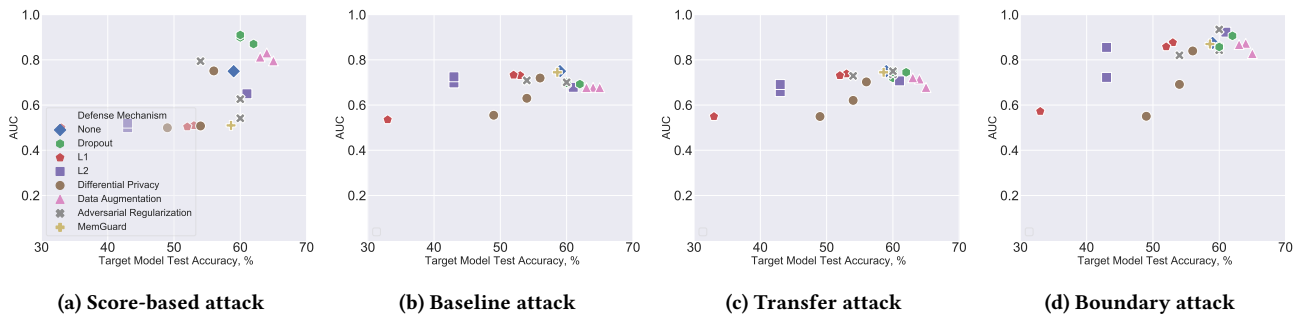 1.0
0.8
0.6
0.4
0.2
AUC
30 40 50 60 70
Target Model Test Accuracy, %
Defense Mechanism
None
Dropout
L1
L2
Differential Privacy
Data Augmentation
Adversarial Regularization
MemGuard
(a) Score-based attack
1.0
0.8
0.6
0.4
0.2
AUC
30 40 50 60 70
Target Model Test Accuracy, %
(b) Baseline attack
1.0
0.8
0.6
0.4
0.2
AUC
30 40 50 60 70
Target Model Test Accuracy, %
(c) Transfer attack
1.0
0.8
0.6
0.4
0.2
AUC
30 40 50 60 70
Target Model Test Accuracy, %
(d) Boundary attack